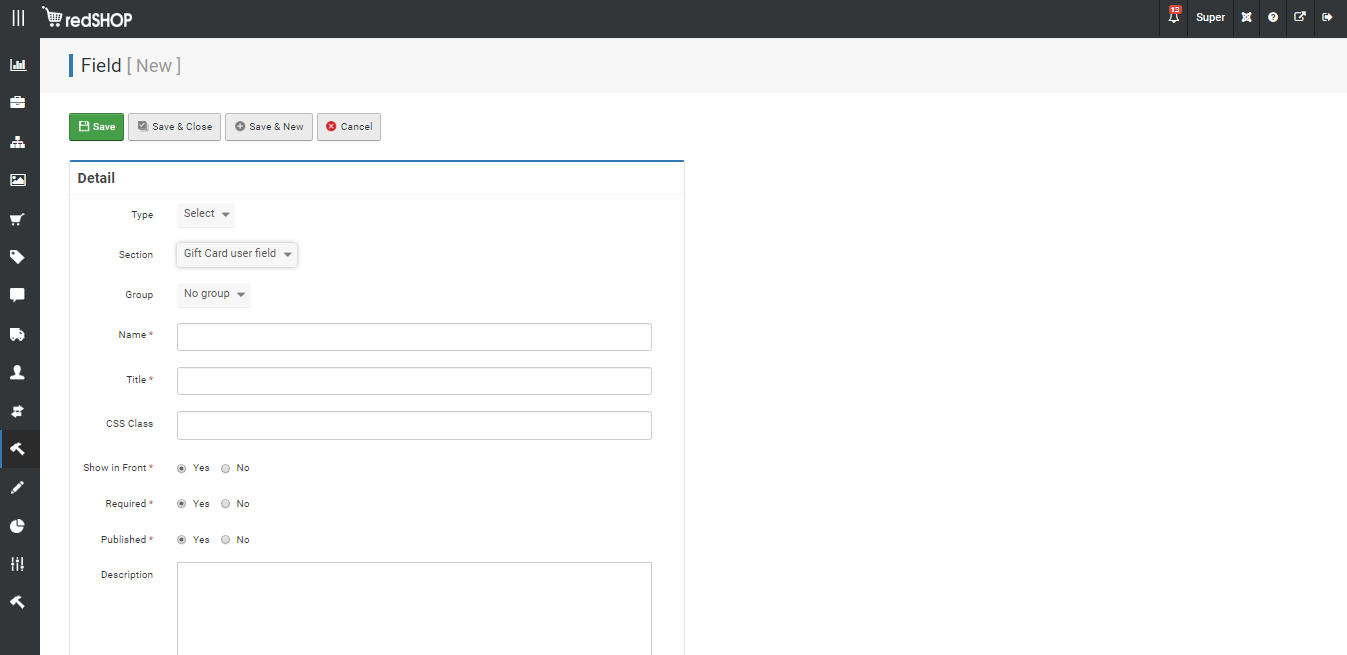 redSHOP
13
Super
Field [ New ]
Save
Save & Close
Save & New
Cancel
Detail
Type Select
Section Gift Card user field
Group No group
Name *
Title *
CSS Class
Show in Front * Yes No
Required * Yes No
Published * Yes No
Description